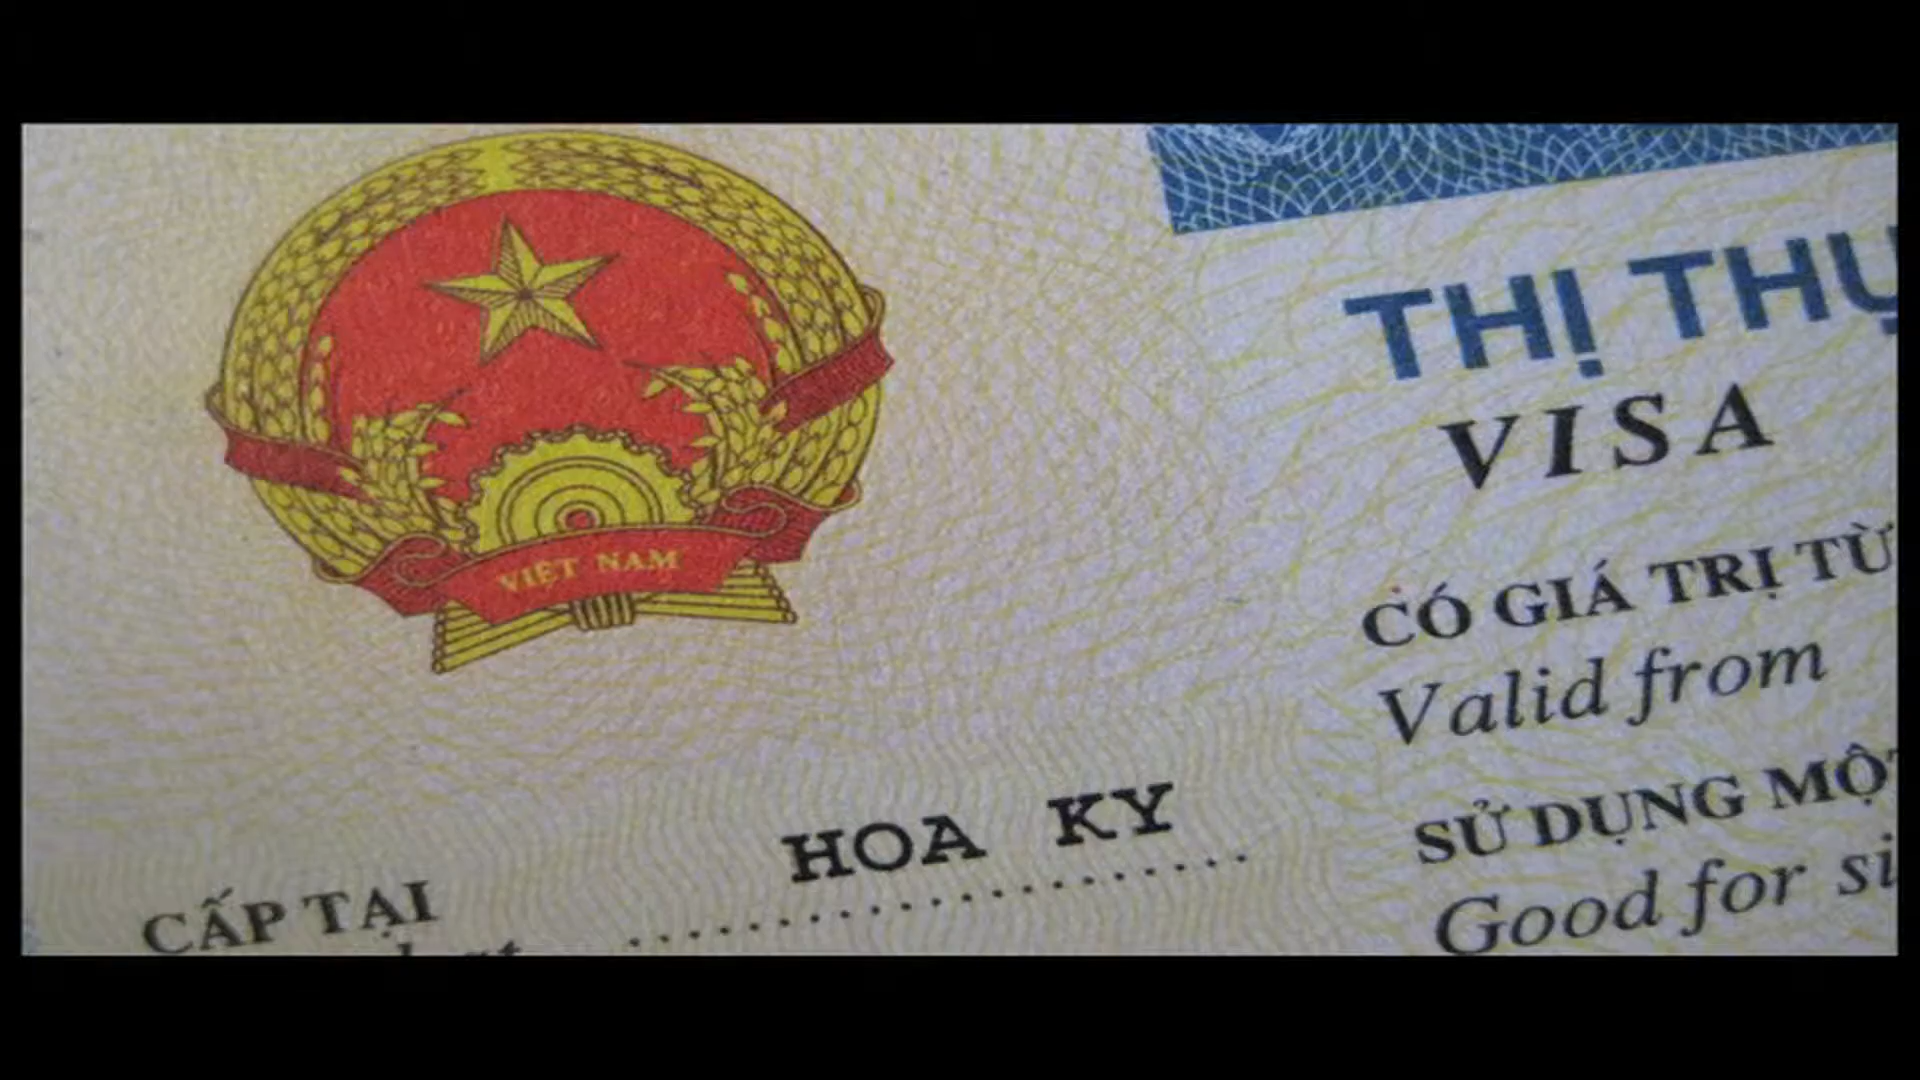 VIỆT NAM
THỊ THỰ
VISA
CÓ GIÁ TRỊ TỪ
Valid from
SỬ DỤNG MỘT
Good for si
HOA KY
CẤP TẠI